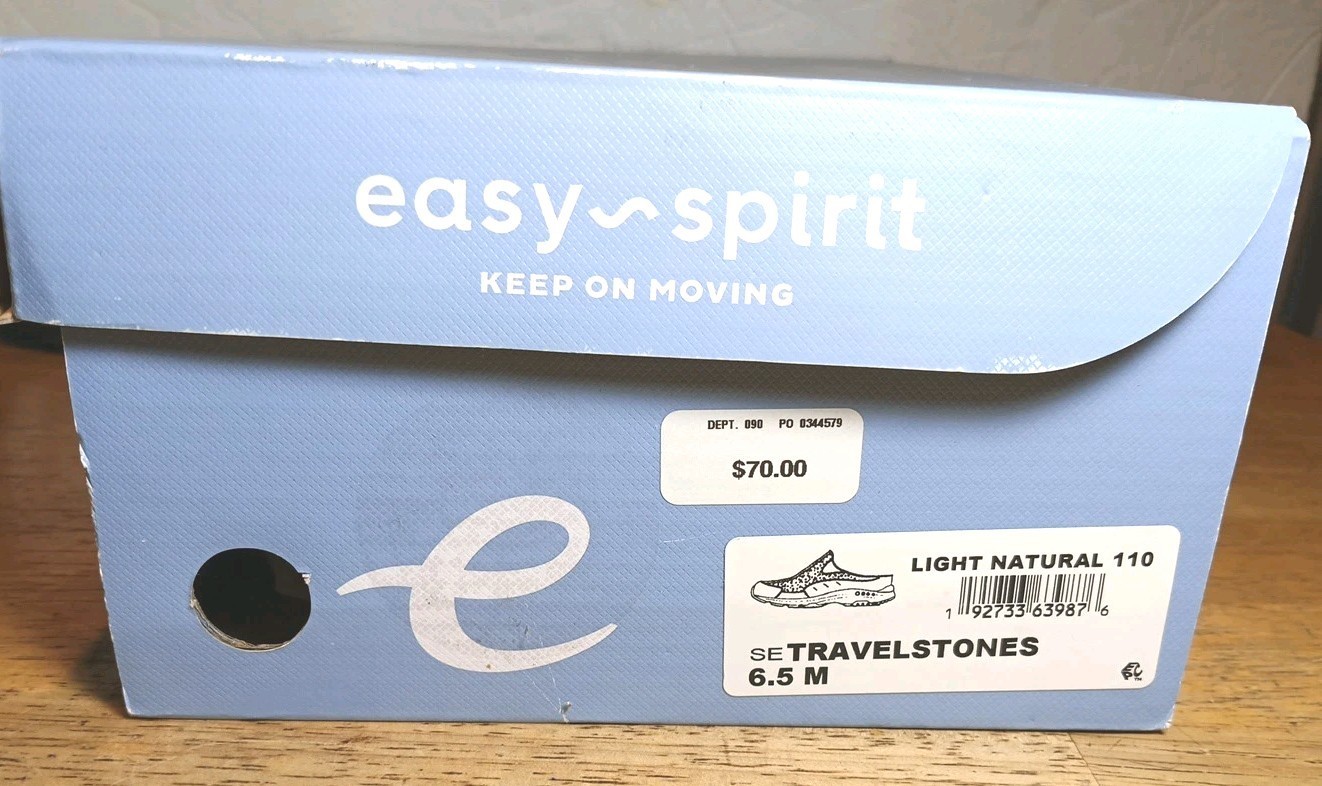 easy~spirit
KEEP ON MOVING
DEPT. 090 PO 0344579
$70.00
LIGHT NATURAL 110
1 92733 63987 6
SE TRAVELSTONES
6.5 M